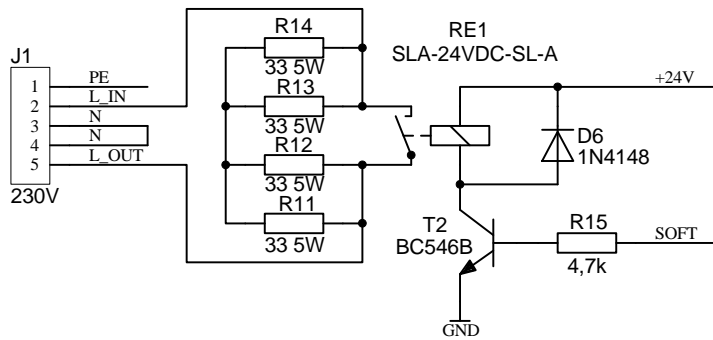 J1
1 PE
2 L_IN
3 N
4 N
5 L_OUT
230V
R14
33 5W
R13
33 5W
R12
33 5W
R11
33 5W
RE1
SLA-24VDC-SL-A
+24V
D6
1N4148
T2
BC546B
R15
4,7k
SOFT
GND